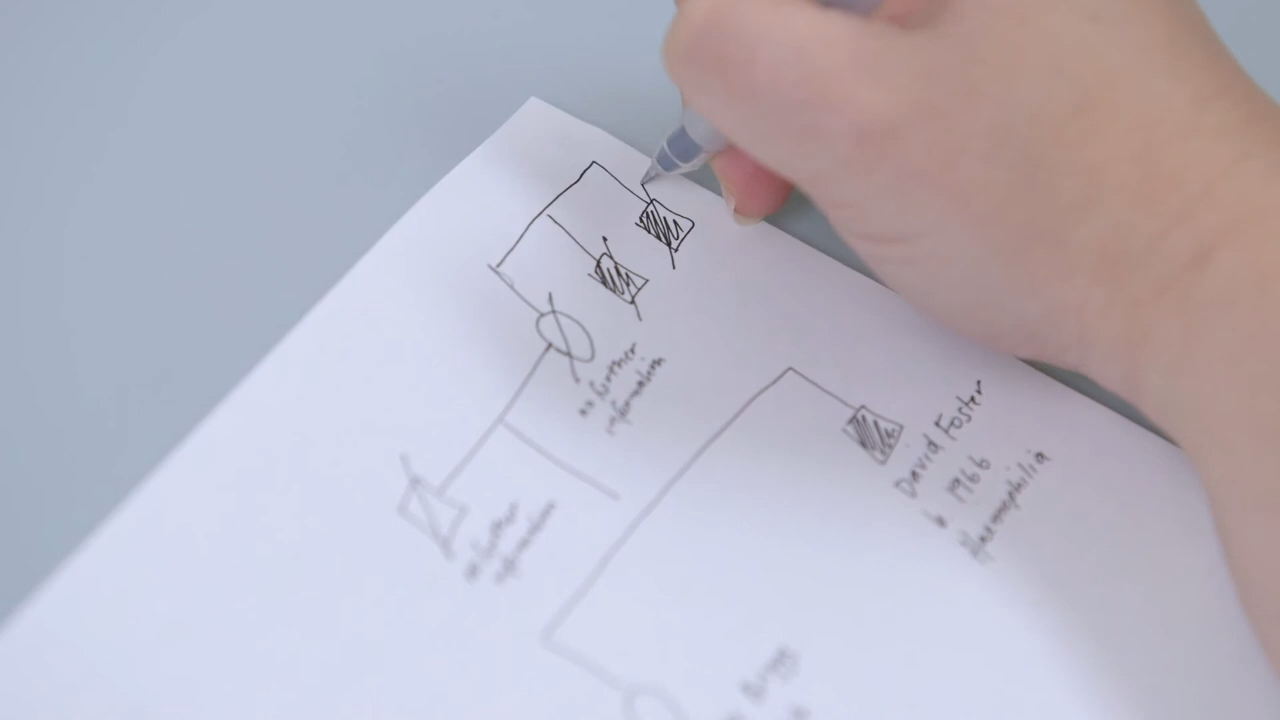 no further
information
no further
information
David Foster
b 1966
Haemophilia